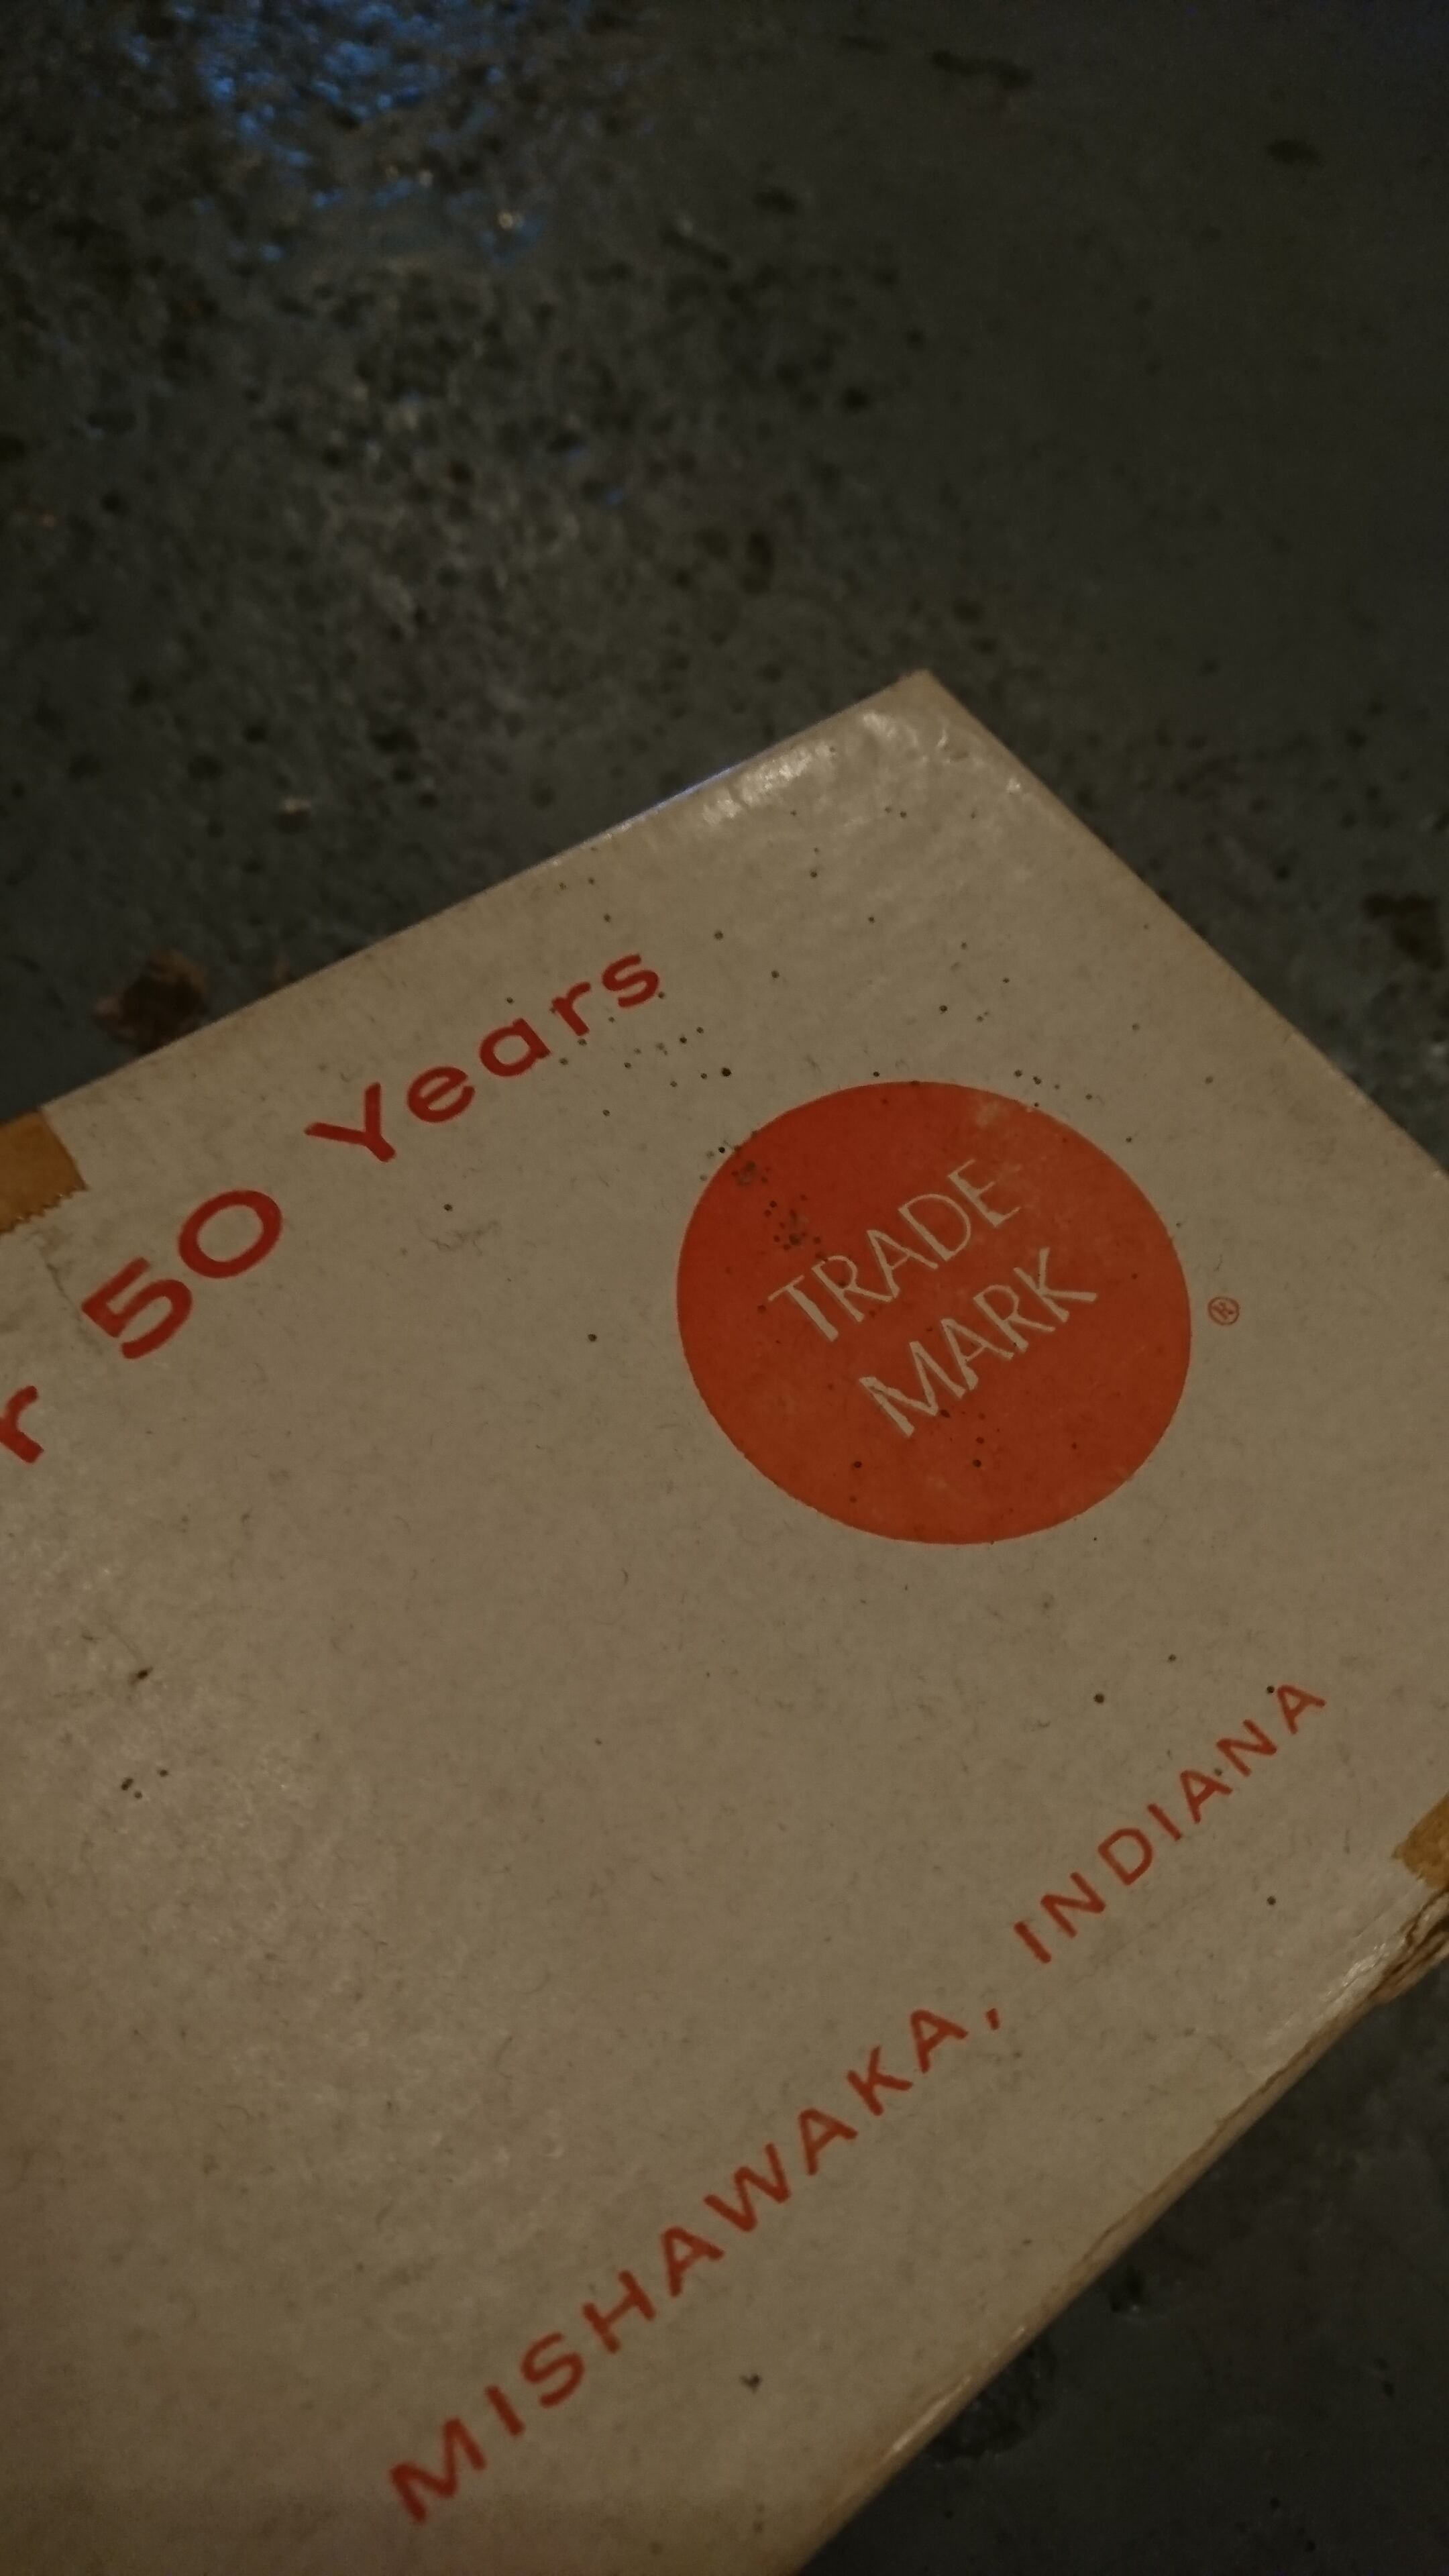 r 50 Years
TRADE
MARK
®
MISHAWAKA, INDIANA